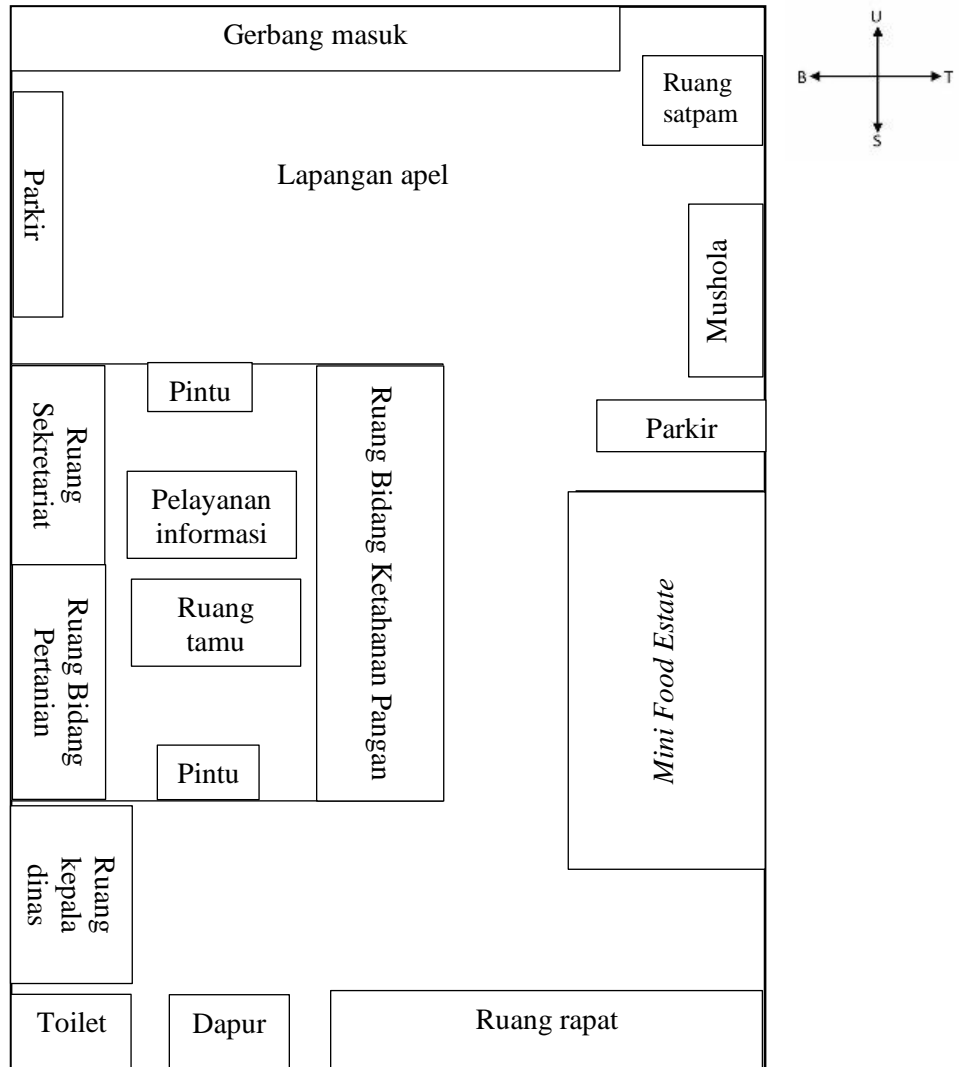 Gerbang masuk
U
B
T
S
Ruang
satpam
Parkir
Lapangan apel
Mushola
Pintu
Ruang
Sekretariat
Ruang Bidang Ketahanan Pangan
Parkir
Pelayanan
informasi
Ruang
tamu
Ruang Bidang
Pertanian
Mini Food Estate
Pintu
Ruang
kepala
dinas
Toilet
Dapur
Ruang rapat